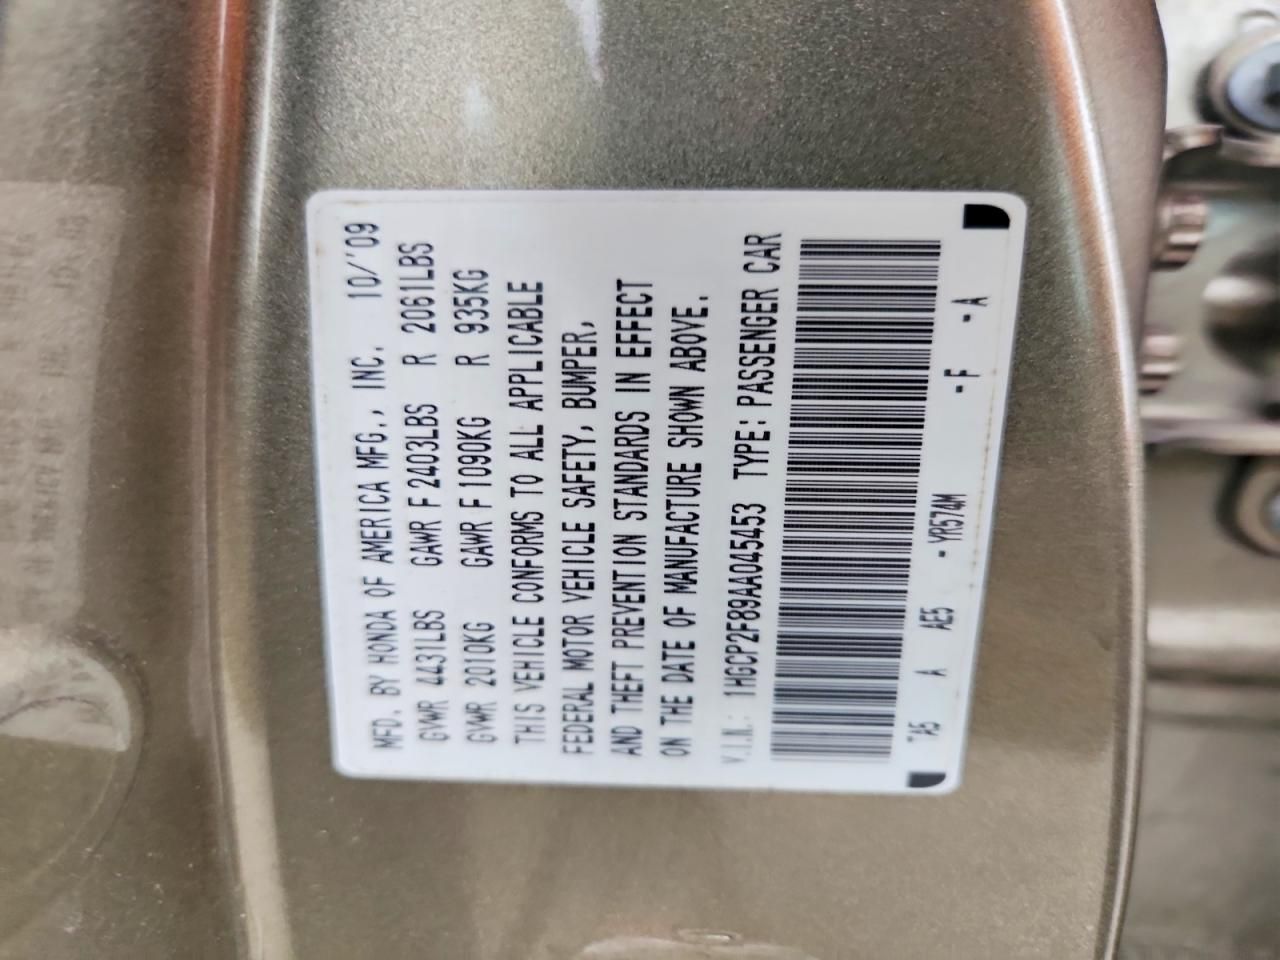 MFD. BY HONDA OF AMERICA MFG., INC. 10/'09
GVWR 4431LBS GAWR F 2403LBS R 2061LBS
GVWR 2010KG GAWR F 1090KG R 935KG
THIS VEHICLE CONFORMS TO ALL APPLICABLE
FEDERAL MOTOR VEHICLE SAFETY, BUMPER,
AND THEFT PREVENTION STANDARDS IN EFFECT
ON THE DATE OF MANUFACTURE SHOWN ABOVE.
V.I.N.: 1HGCP2F89AA045453 TYPE: PASSENGER CAR
TA5 A AE5 - YR574M - F - A